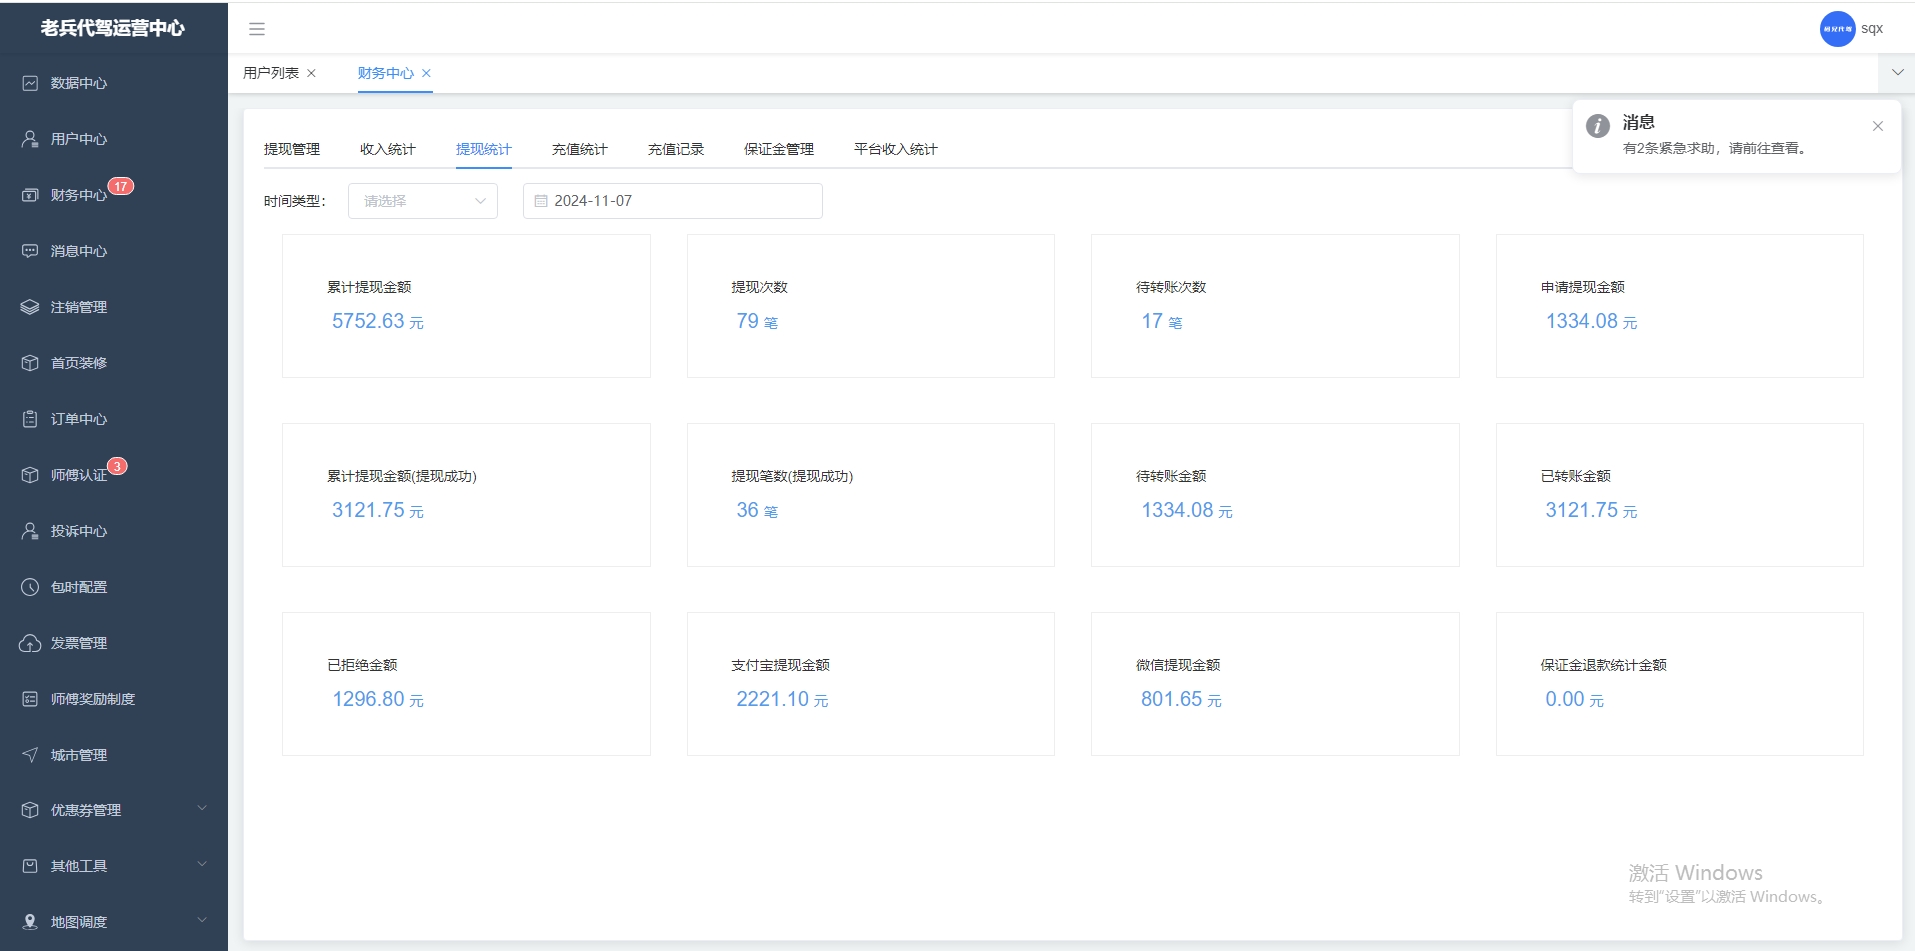 老兵代驾运营中心
sqx
用户列表
财务中心
数据中心
用户中心
财务中心 17
消息中心
注销管理
首页装修
订单中心
师傅认证 3
投诉中心
包时配置
发票管理
师傅奖励制度
城市管理
优惠券管理
其他工具
地图调度
消息
有2条紧急求助，请前往查看。
提现管理 收入统计 提现统计 充值统计 充值记录 保证金管理 平台收入统计
时间类型： 请选择 2024-11-07
累计提现金额
5752.63 元
提现次数
79 笔
待转账次数
17 笔
申请提现金额
1334.08 元
累计提现金额(提现成功)
3121.75 元
提现笔数(提现成功)
36 笔
待转账金额
1334.08 元
已转账金额
3121.75 元
已拒绝金额
1296.80 元
支付宝提现金额
2221.10 元
微信提现金额
801.65 元
保证金退款统计金额
0.00 元
激活 Windows
转到“设置”以激活 Windows。